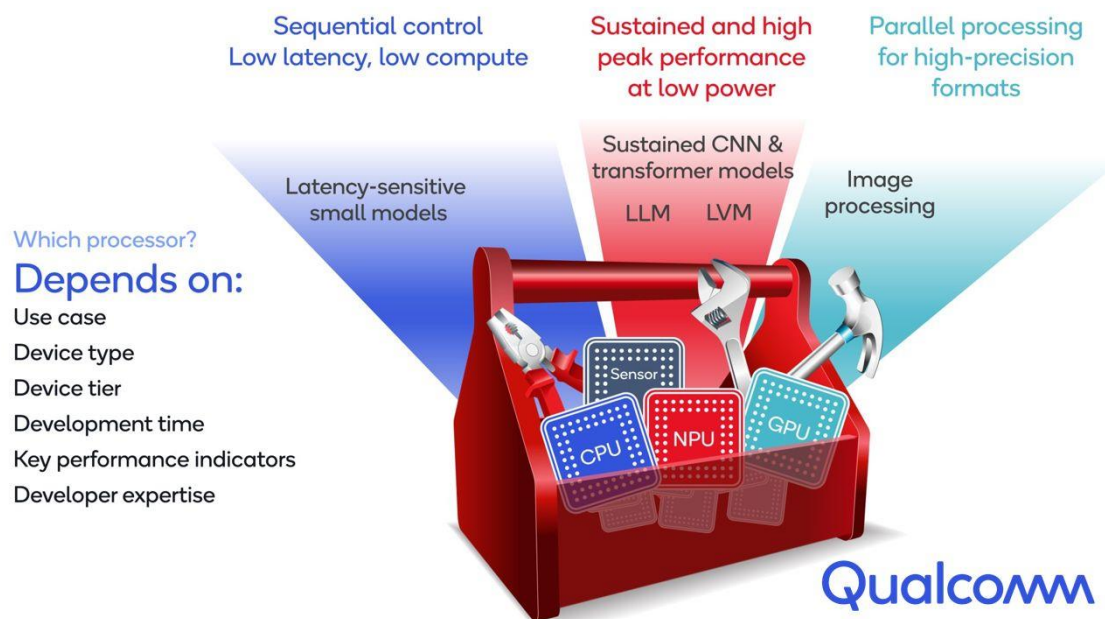 Sequential control
Low latency, low compute
Sustained and high
peak performance
at low power
Parallel processing
for high-precision
formats
Latency-sensitive
small models
Sustained CNN &
transformer models
LLM LVM
Image
processing
Which processor?
Depends on:
Use case
Device type
Device tier
Development time
Key performance indicators
Developer expertise
Sensor
CPU
NPU
GPU
Qualcomm